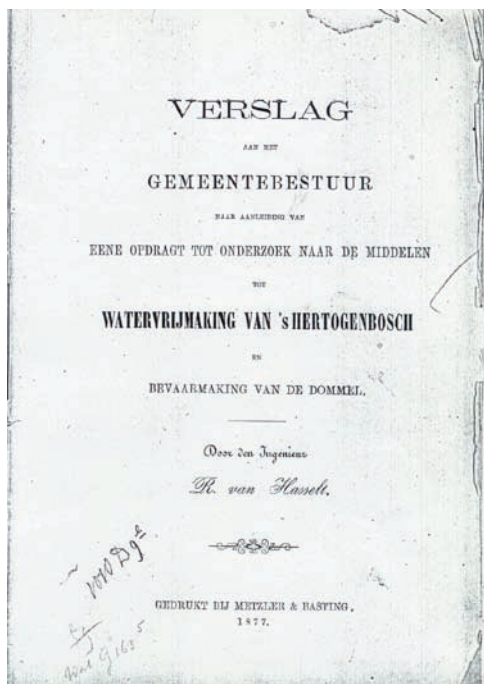 VERSLAG
AAN HET
GEMEENTEBESTUUR
NAAR AANLEIDING VAN
EENE OPDRAGT TOT ONDERZOEK NAAR DE MIDDELEN
TOT
WATERVRIJMAKING VAN 's HERTOGENBOSCH
EN
BEVAARMAKING VAN DE DOMMEL.
Door den Ingenieur
R. van Hasselt.
GEDRUKT BIJ METZLER & BASTING.
1877.